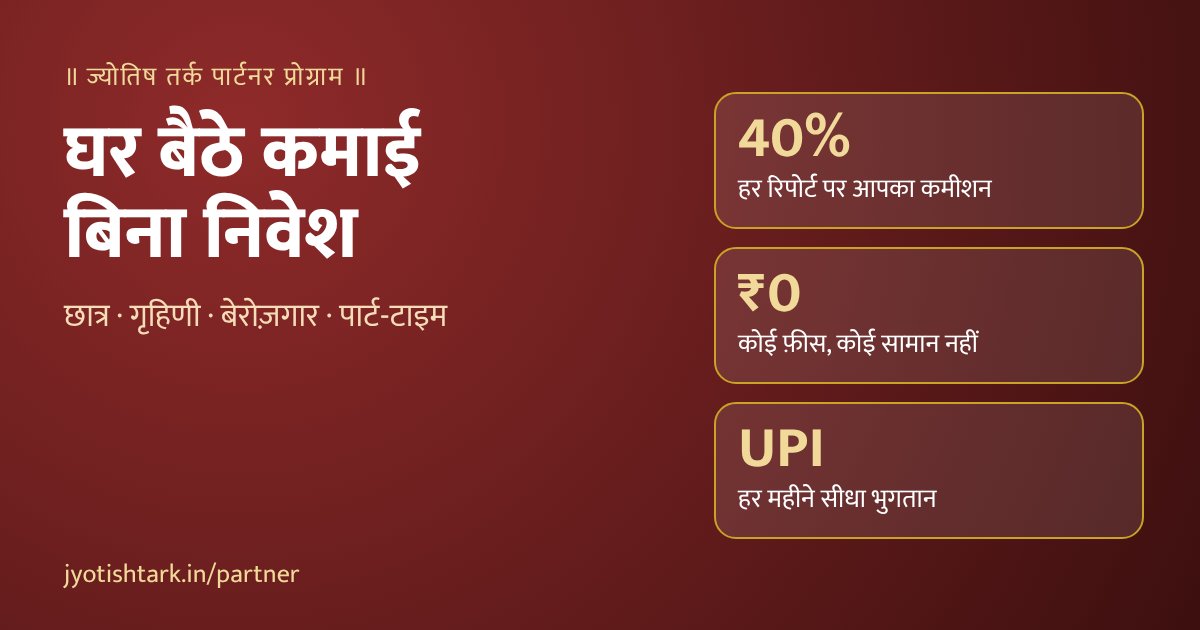 ॥ ज्योतिष तर्क पार्टनर प्रोग्राम ॥
घर बैठे कमाई
बिना निवेश
छात्र · गृहिणी · बेरोज़गार · पार्ट-टाइम
40%
हर रिपोर्ट पर आपका कमीशन
₹0
कोई फ़ीस, कोई सामान नहीं
UPI
हर महीने सीधा भुगतान
jyotishtark.in/partner